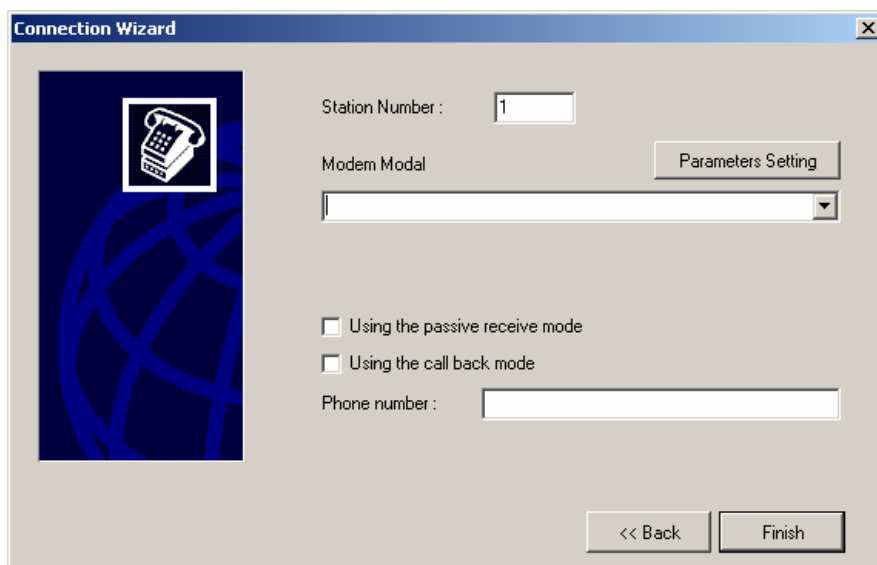 Connection Wizard
Station Number : 1
Modem Modal
Parameters Setting
Using the passive receive mode
Using the call back mode
Phone number :
<< Back
Finish